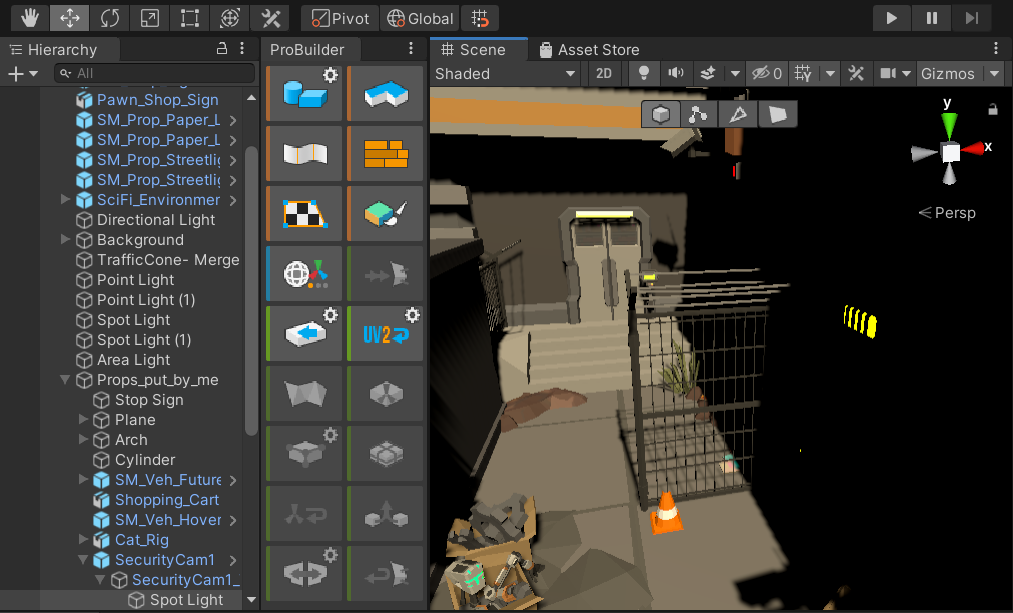 Pivot
Global
Hierarchy
ProBuilder
Scene
Asset Store
All
Shaded
2D
0
Gizmos
Pawn_Shop_Sign
SM_Prop_Paper_L
SM_Prop_Paper_L
SM_Prop_Streetlig
SM_Prop_Streetlig
SciFi_Environmer
Directional Light
Background
TrafficCone- Merge
Point Light
Point Light (1)
Spot Light
Spot Light (1)
Area Light
Props_put_by_me
Stop Sign
Plane
Arch
Cylinder
SM_Veh_Future
Shopping_Cart
SM_Veh_Hover
Cat_Rig
SecurityCam1
SecurityCam1_
Spot Light
UV2
y
x
Persp